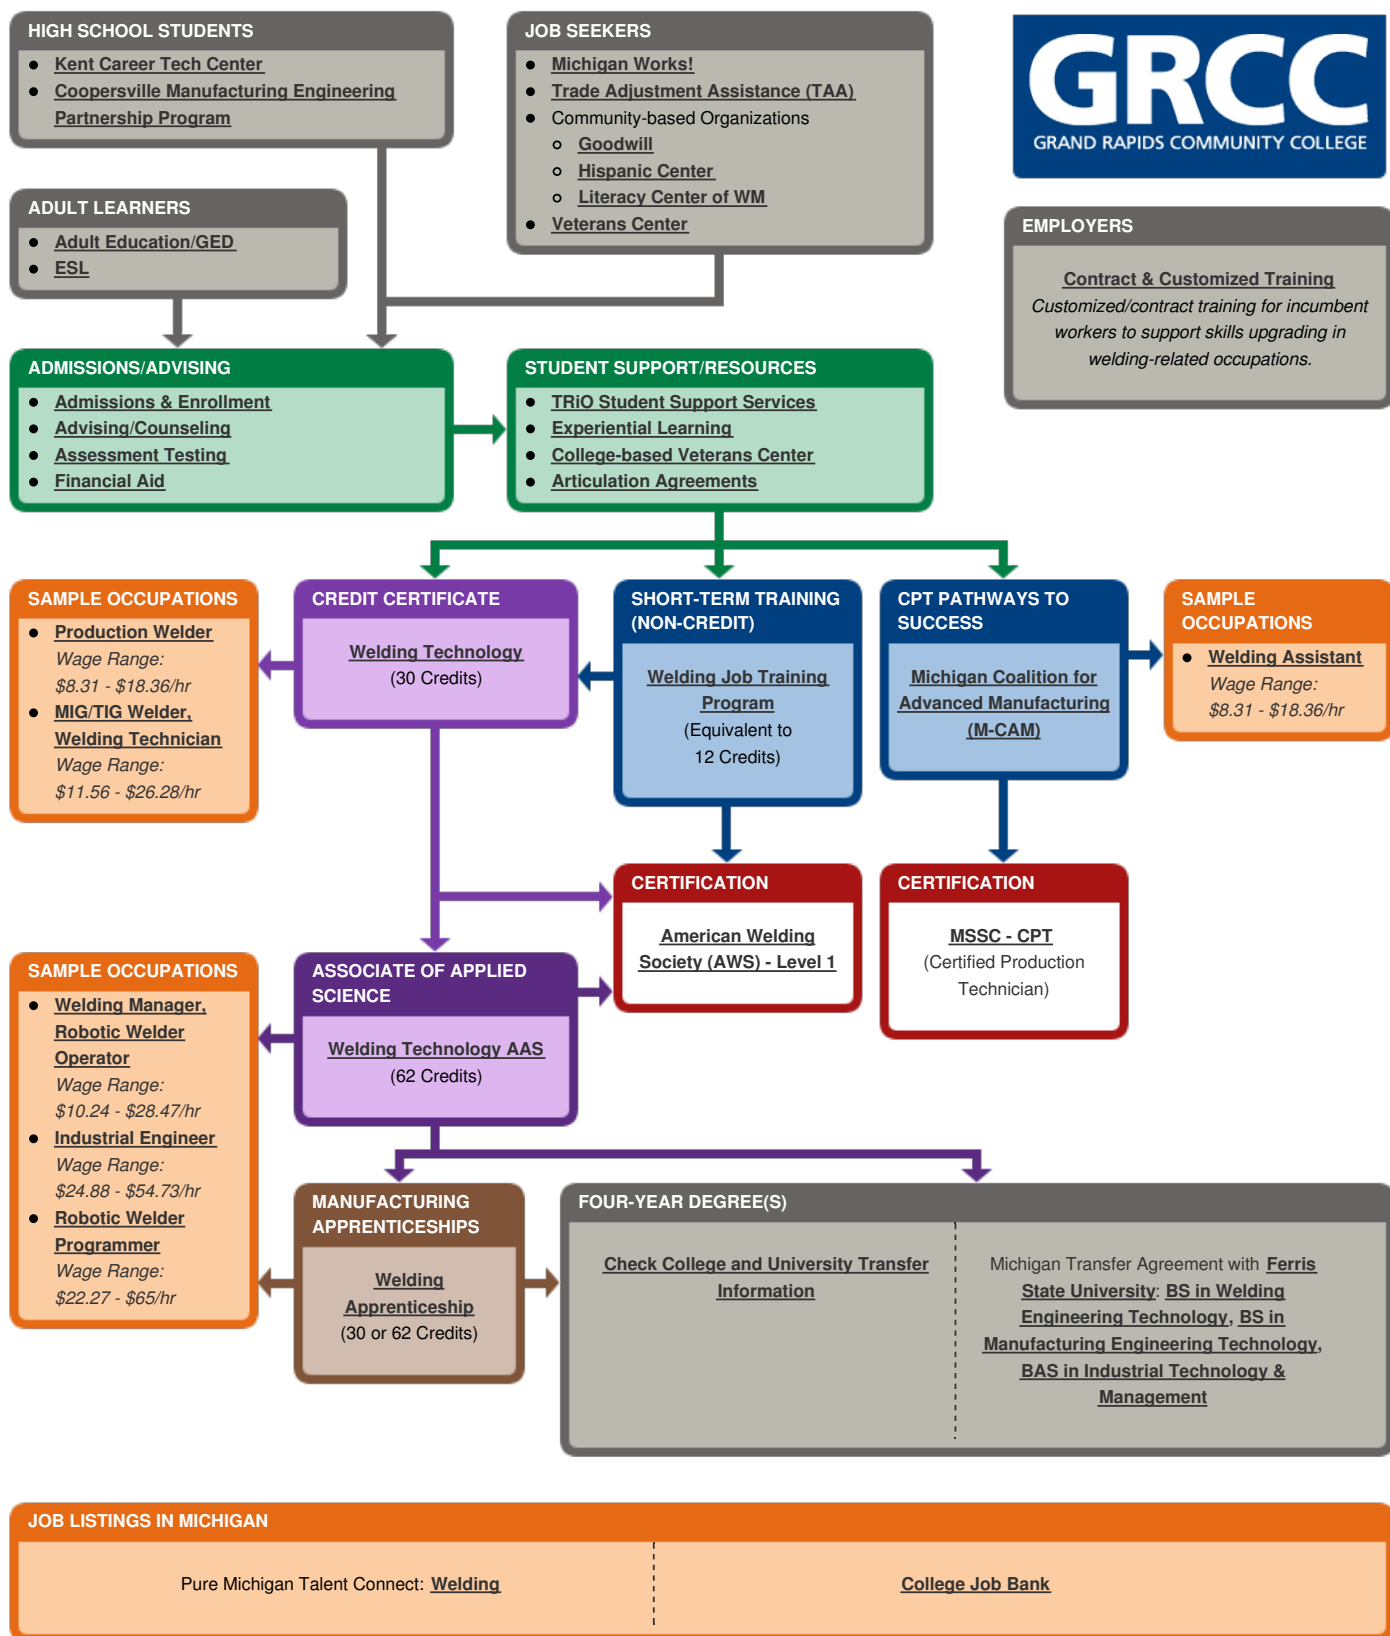 HIGH SCHOOL STUDENTS
● Kent Career Tech Center
● Coopersville Manufacturing Engineering
Partnership Program
JOB SEEKERS
● Michigan Works!
● Trade Adjustment Assistance (TAA)
● Community-based Organizations
○ Goodwill
○ Hispanic Center
○ Literacy Center of WM
● Veterans Center
GRCC
GRAND RAPIDS COMMUNITY COLLEGE
ADULT LEARNERS
● Adult Education/GED
● ESL
EMPLOYERS
Contract & Customized Training
Customized/contract training for incumbent
workers to support skills upgrading in
welding-related occupations.
ADMISSIONS/ADVISING
● Admissions & Enrollment
● Advising/Counseling
● Assessment Testing
● Financial Aid
STUDENT SUPPORT/RESOURCES
● TRiO Student Support Services
● Experiential Learning
● College-based Veterans Center
● Articulation Agreements
SAMPLE OCCUPATIONS
● Production Welder
Wage Range:
$8.31 - $18.36/hr
● MIG/TIG Welder,
Welding Technician
Wage Range:
$11.56 - $26.28/hr
CREDIT CERTIFICATE
Welding Technology
(30 Credits)
SHORT-TERM TRAINING
(NON-CREDIT)
Welding Job Training
Program
(Equivalent to
12 Credits)
CPT PATHWAYS TO
SUCCESS
Michigan Coalition for
Advanced Manufacturing
(M-CAM)
SAMPLE
OCCUPATIONS
● Welding Assistant
Wage Range:
$8.31 - $18.36/hr
CERTIFICATION
American Welding
Society (AWS) - Level 1
CERTIFICATION
MSSC - CPT
(Certified Production
Technician)
SAMPLE OCCUPATIONS
● Welding Manager,
Robotic Welder
Operator
Wage Range:
$10.24 - $28.47/hr
● Industrial Engineer
Wage Range:
$24.88 - $54.73/hr
● Robotic Welder
Programmer
Wage Range:
$22.27 - $65/hr
ASSOCIATE OF APPLIED
SCIENCE
Welding Technology AAS
(62 Credits)
MANUFACTURING
APPRENTICESHIPS
Welding
Apprenticeship
(30 or 62 Credits)
FOUR-YEAR DEGREE(S)
Check College and University Transfer
Information
Michigan Transfer Agreement with Ferris
State University: BS in Welding
Engineering Technology, BS in
Manufacturing Engineering Technology,
BAS in Industrial Technology &
Management
JOB LISTINGS IN MICHIGAN
Pure Michigan Talent Connect: Welding
College Job Bank